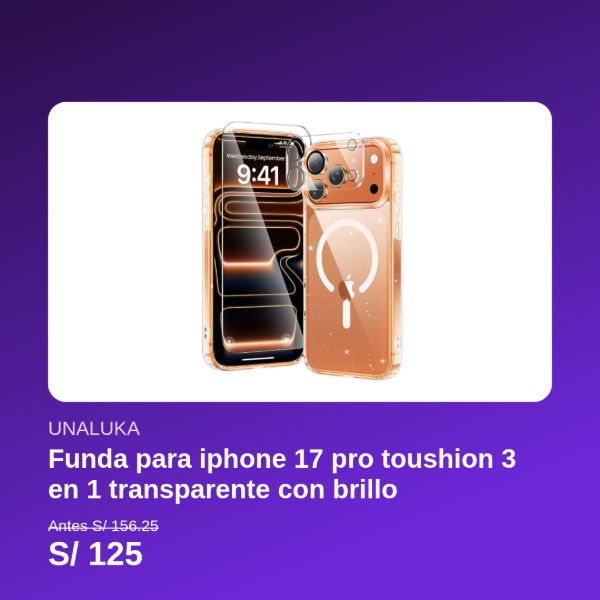 Wednesday, September
9:41
UNALUKA
Funda para iphone 17 pro toushion 3
en 1 transparente con brillo
Antes S/ 156.25
S/ 125